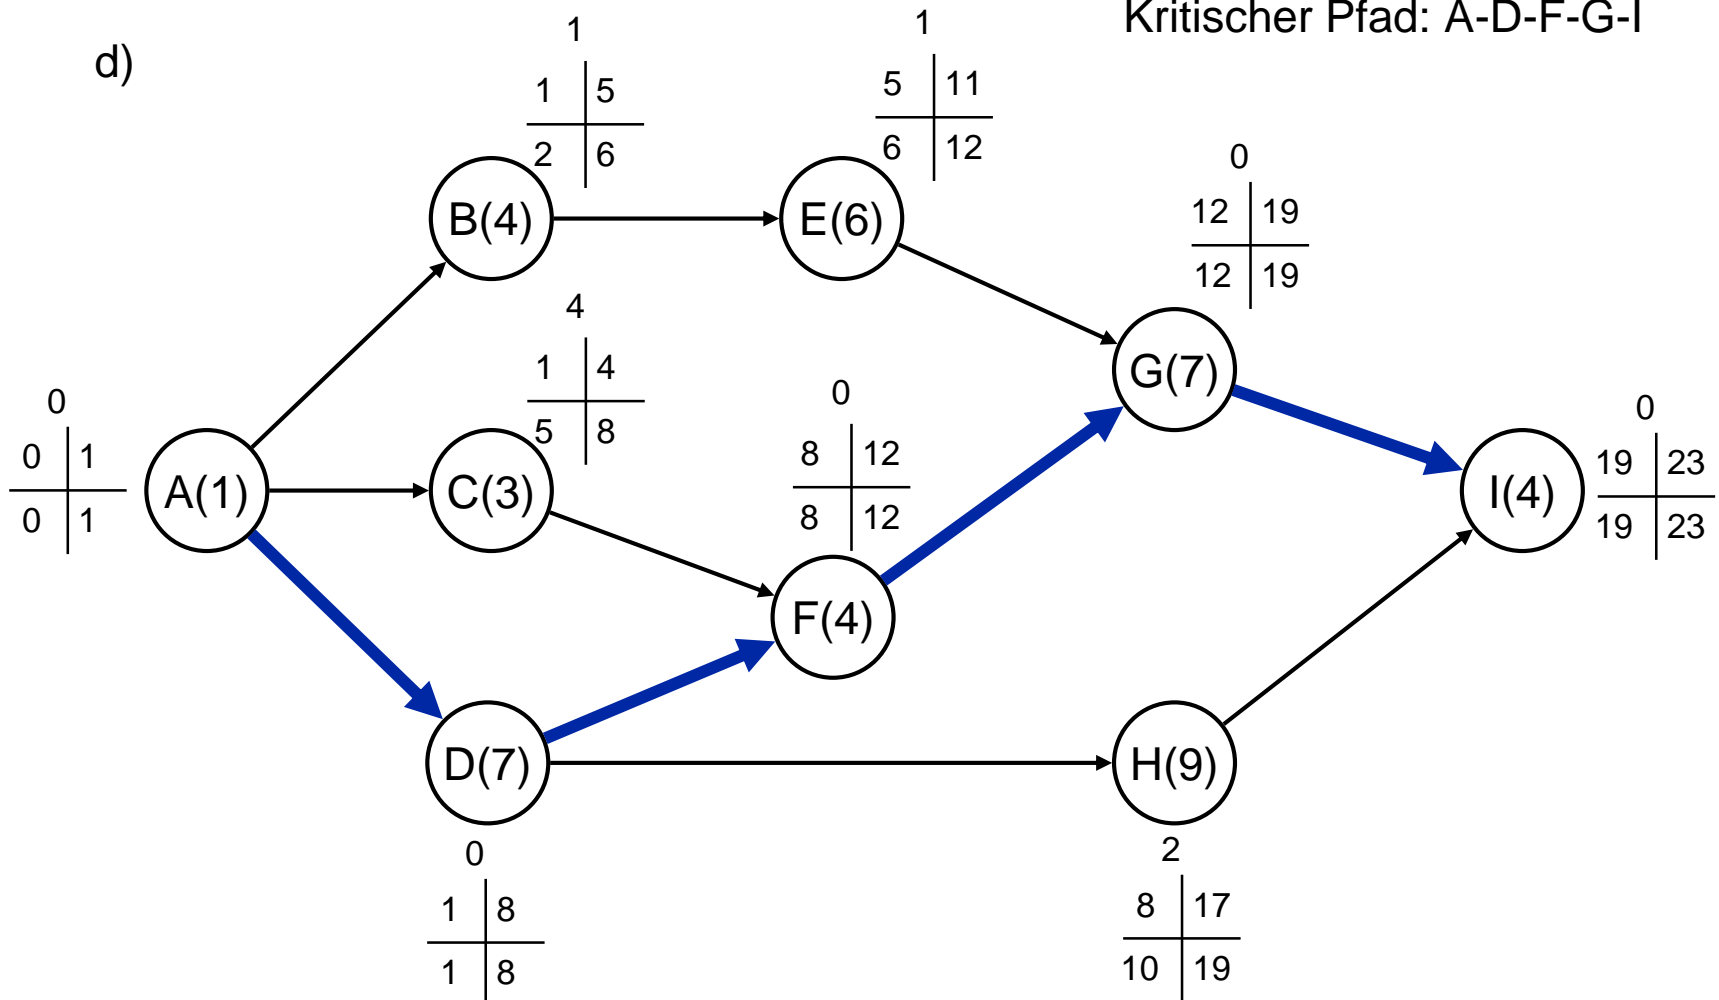 Kritischer Pfad: A-D-F-G-I
d)
1
1 5
2 6
B(4)
1
5 11
6 12
E(6)
0
12 19
12 19
G(7)
4
1 4
5 8
C(3)
0
0 1
0 1
A(1)
0
8 12
8 12
F(4)
0
19 23
19 23
I(4)
D(7)
0
1 8
1 8
H(9)
2
8 17
10 19